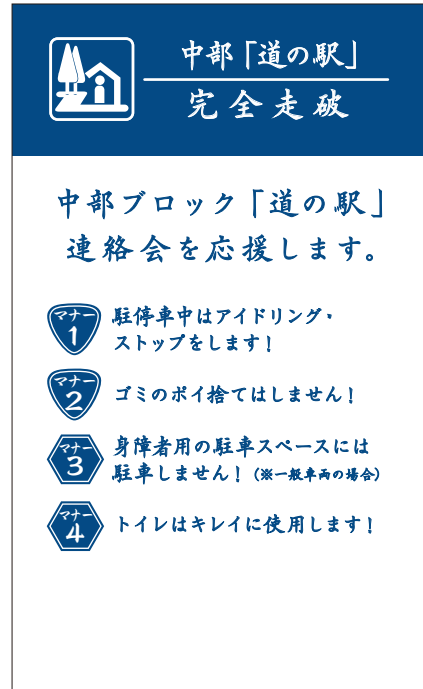 中部「道の駅」
完全走破
中部ブロック「道の駅」
連絡会を応援します。
マナー
1
駐停車中はアイドリング・
ストップをします！
マナー
2
ゴミのポイ捨てはしません！
マナー
3
身障者用の駐車スペースには
駐車しません！（※一般車両の場合）
マナー
4
トイレはキレイに使用します！